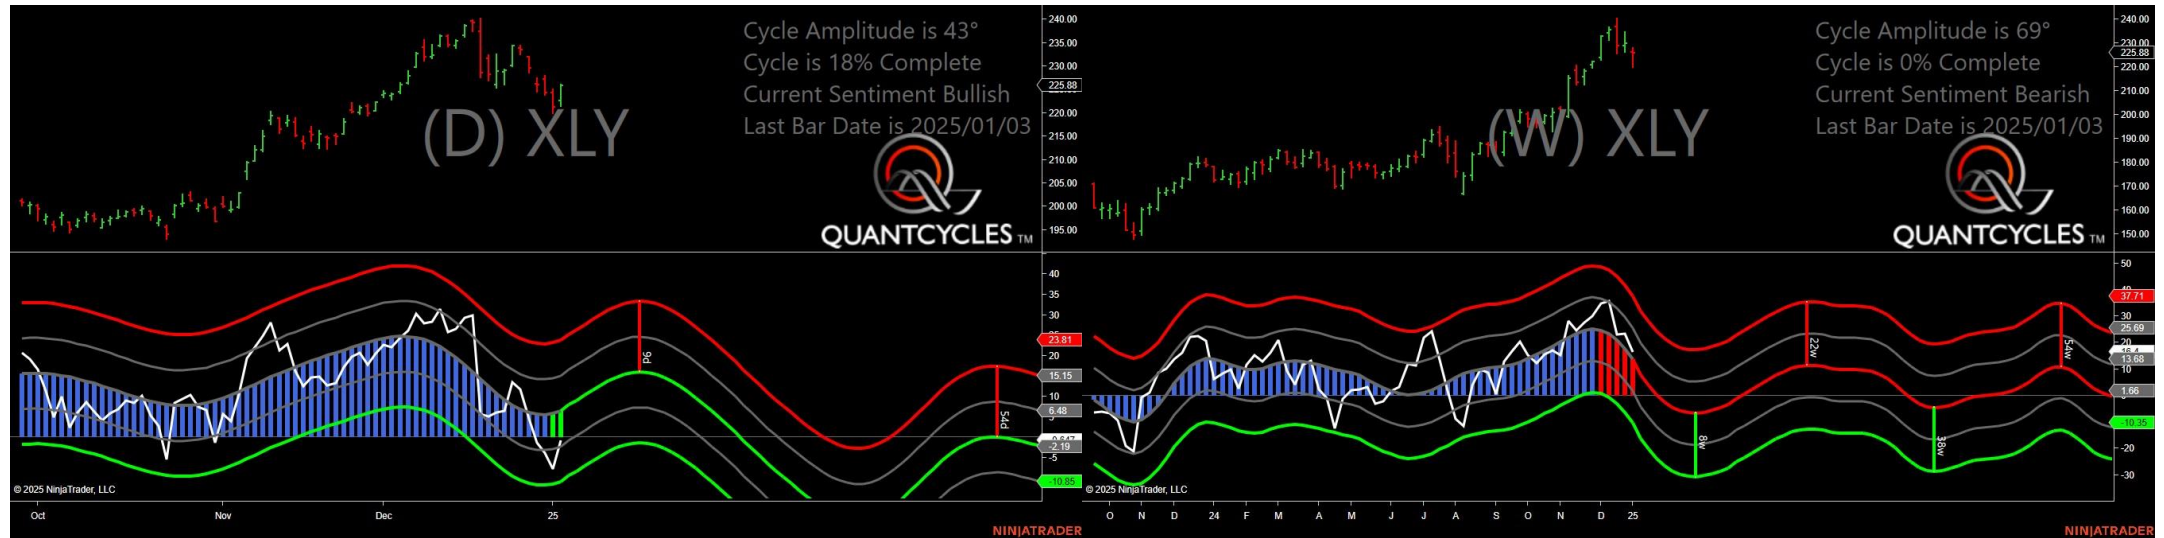 Cycle Amplitude is 43°
Cycle is 18% Complete
Current Sentiment Bullish
Last Bar Date is 2025/01/03
(D) XLY
QUANTCYCLES TM
240.00
235.00
230.00
225.88
220.00
215.00
210.00
205.00
200.00
195.00
40
35
30
23.81
20
15.15
10
6.48
-2.19
-5
-10.85
9d
54d
© 2025 NinjaTrader, LLC
Oct
Nov
Dec
25
NINJATRADER
Cycle Amplitude is 69°
Cycle is 0% Complete
Current Sentiment Bearish
Last Bar Date is 2025/01/03
(W) XLY
QUANTCYCLES TM
240.00
230.00
225.88
220.00
210.00
200.00
190.00
180.00
170.00
160.00
150.00
50
37.71
30
25.69
20
13.68
10
1.66
-10.35
-20
-30
8w
22w
38w
54w
© 2025 NinjaTrader, LLC
O N D 24 F M A M J J A S O N D 25
NINJATRADER